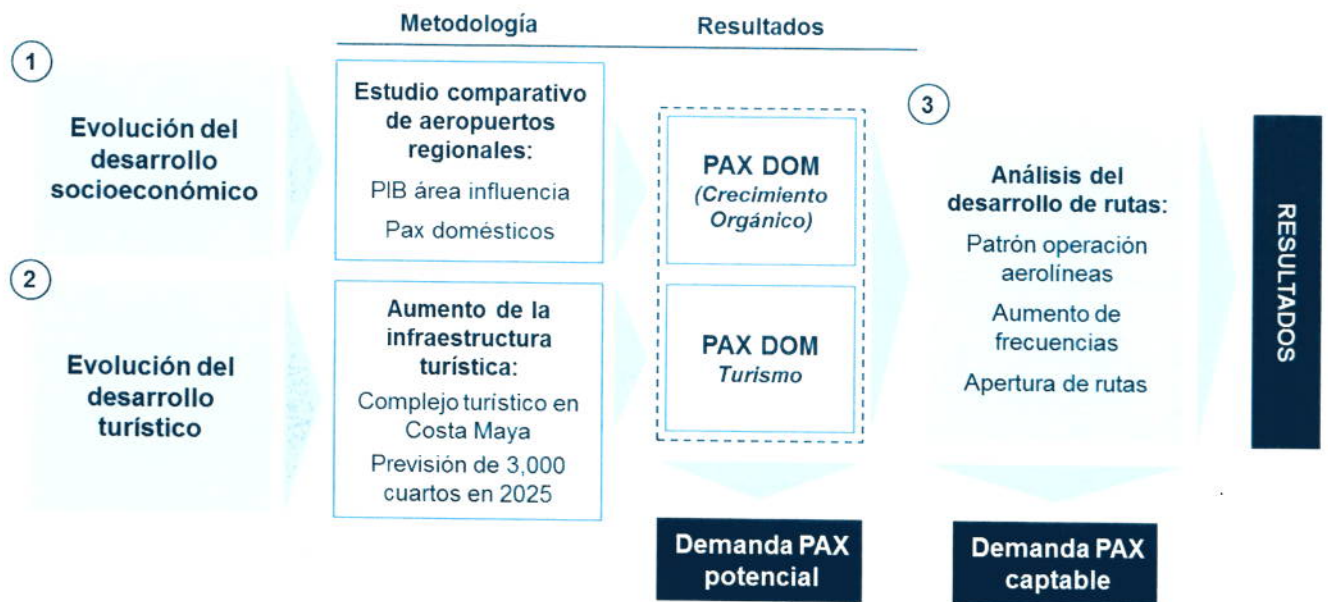 Metodología
Resultados
1
Evolución del
desarrollo
socioeconómico
Estudio comparativo
de aeropuertos
regionales:
PIB área influencia
Pax domésticos
PAX DOM
(Crecimiento
Orgánico)
2
Evolución del
desarrollo
turístico
Aumento de la
infraestructura
turística:
Complejo turístico en
Costa Maya
Previsión de 3,000
cuartos en 2025
PAX DOM
Turismo
Demanda PAX
potencial
3
Análisis del
desarrollo de rutas:
Patrón operación
aerolíneas
Aumento de
frecuencias
Apertura de rutas
Demanda PAX
captable
RESULTADOS